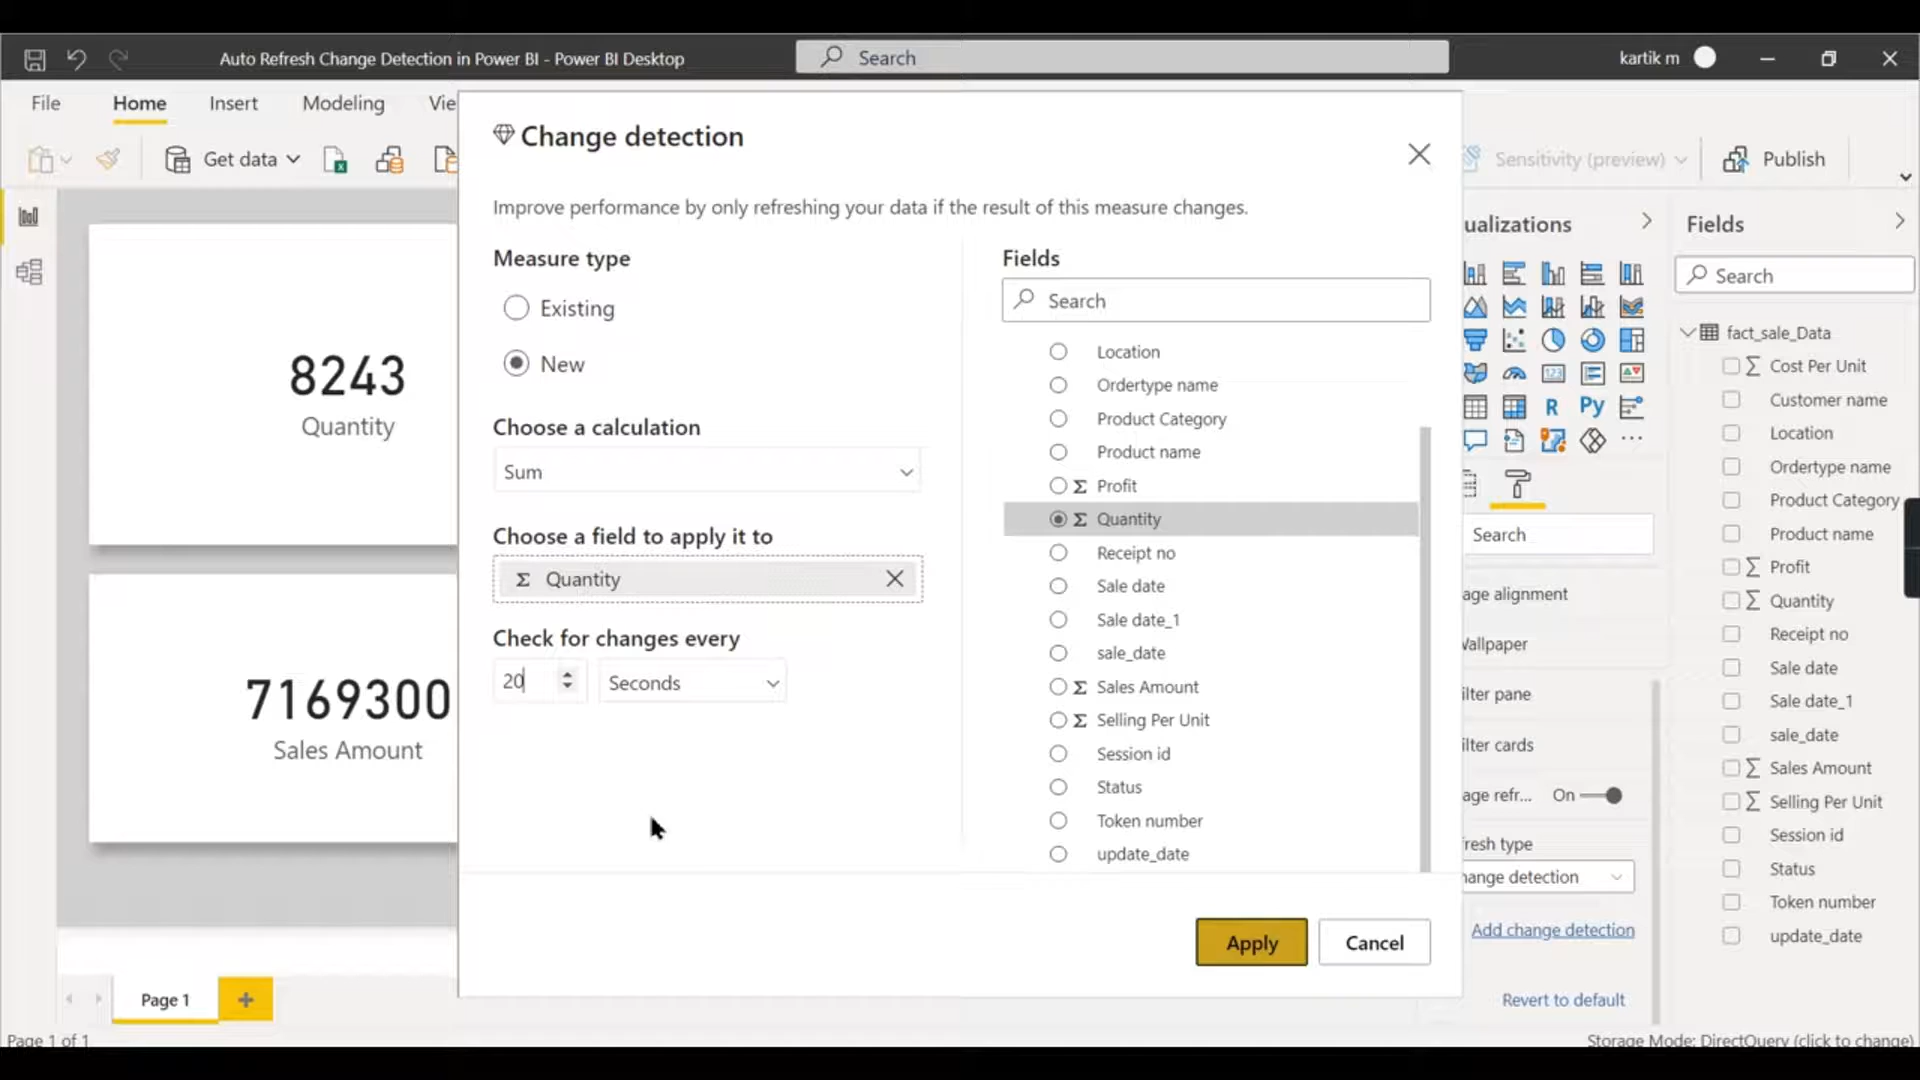 Auto Refresh Change Detection in Power BI - Power BI Desktop
Search
kartik m
File
Home
Insert
Modeling
Vie
Get data
Sensitivity (preview)
Publish
Change detection
Improve performance by only refreshing your data if the result of this measure changes.
Measure type
Existing
New
Choose a calculation
Sum
Choose a field to apply it to
Σ Quantity
Check for changes every
20
Seconds
Fields
Search
Location
Ordertype name
Product Category
Product name
Σ Profit
Σ Quantity
Receipt no
Sale date
Sale date_1
sale_date
Σ Sales Amount
Σ Selling Per Unit
Session id
Status
Token number
update_date
Apply
Cancel
8243
Quantity
7169300
Sales Amount
ualizations
123
R
Py
Search
age alignment
Wallpaper
ilter pane
ilter cards
age refr...
On
resh type
hange detection
Add change detection
Revert to default
Fields
Search
fact_sale_Data
Σ Cost Per Unit
Customer name
Location
Ordertype name
Product Category
Product name
Σ Profit
Σ Quantity
Receipt no
Sale date
Sale date_1
sale_date
Σ Sales Amount
Σ Selling Per Unit
Session id
Status
Token number
update_date
Page 1
Page 1 of 1
Storage Mode: DirectQuery (click to change)